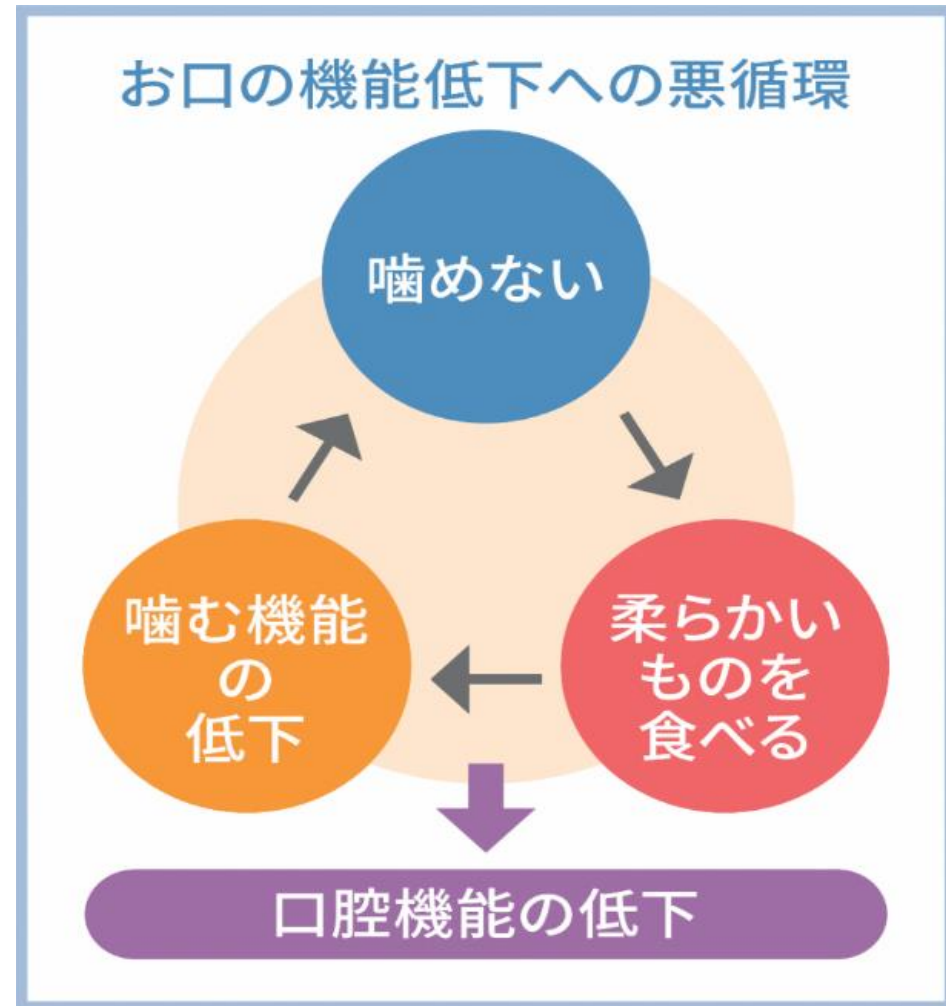 お口の機能低下への悪循環
噛めない
柔らかい
ものを
食べる
噛む機能
の
低下
口腔機能の低下